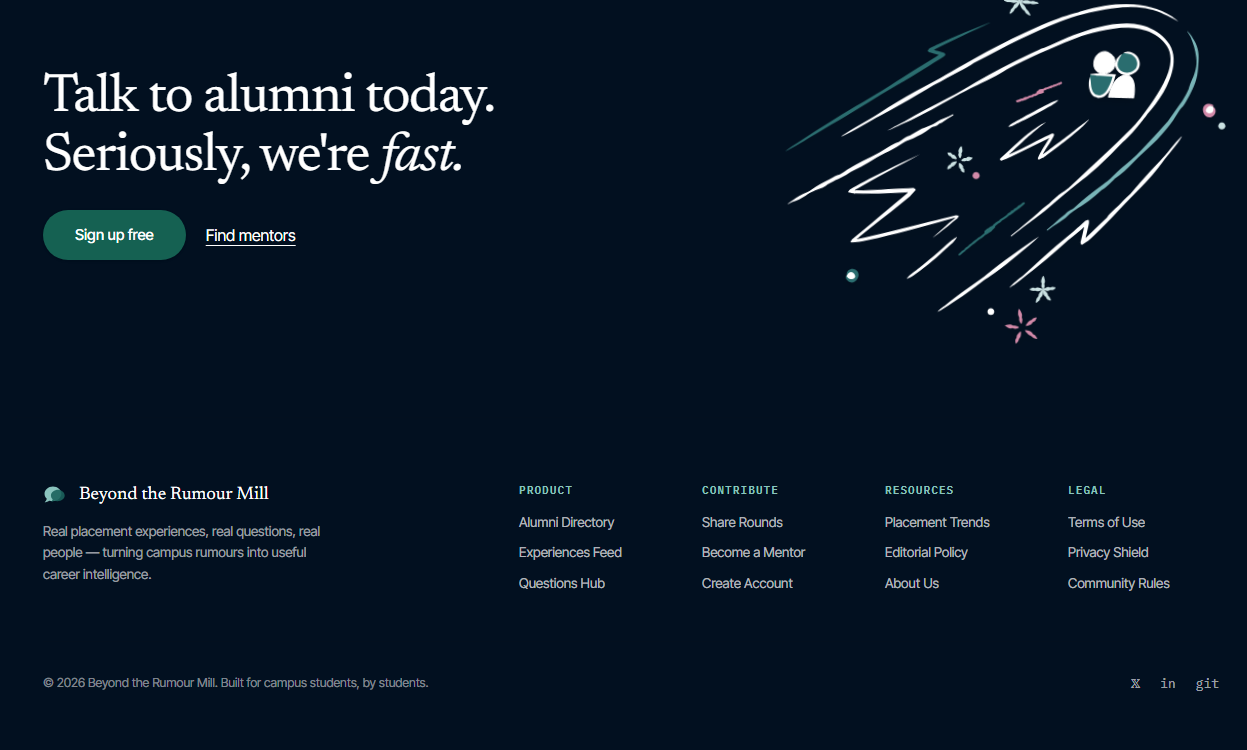 Talk to alumni today.
Seriously, we're fast.
Sign up free
Find mentors
Beyond the Rumour Mill
Real placement experiences, real questions, real
people — turning campus rumours into useful
career intelligence.
PRODUCT
Alumni Directory
Experiences Feed
Questions Hub
CONTRIBUTE
Share Rounds
Become a Mentor
Create Account
RESOURCES
Placement Trends
Editorial Policy
About Us
LEGAL
Terms of Use
Privacy Shield
Community Rules
© 2026 Beyond the Rumour Mill. Built for campus students, by students.
𝕏 in git